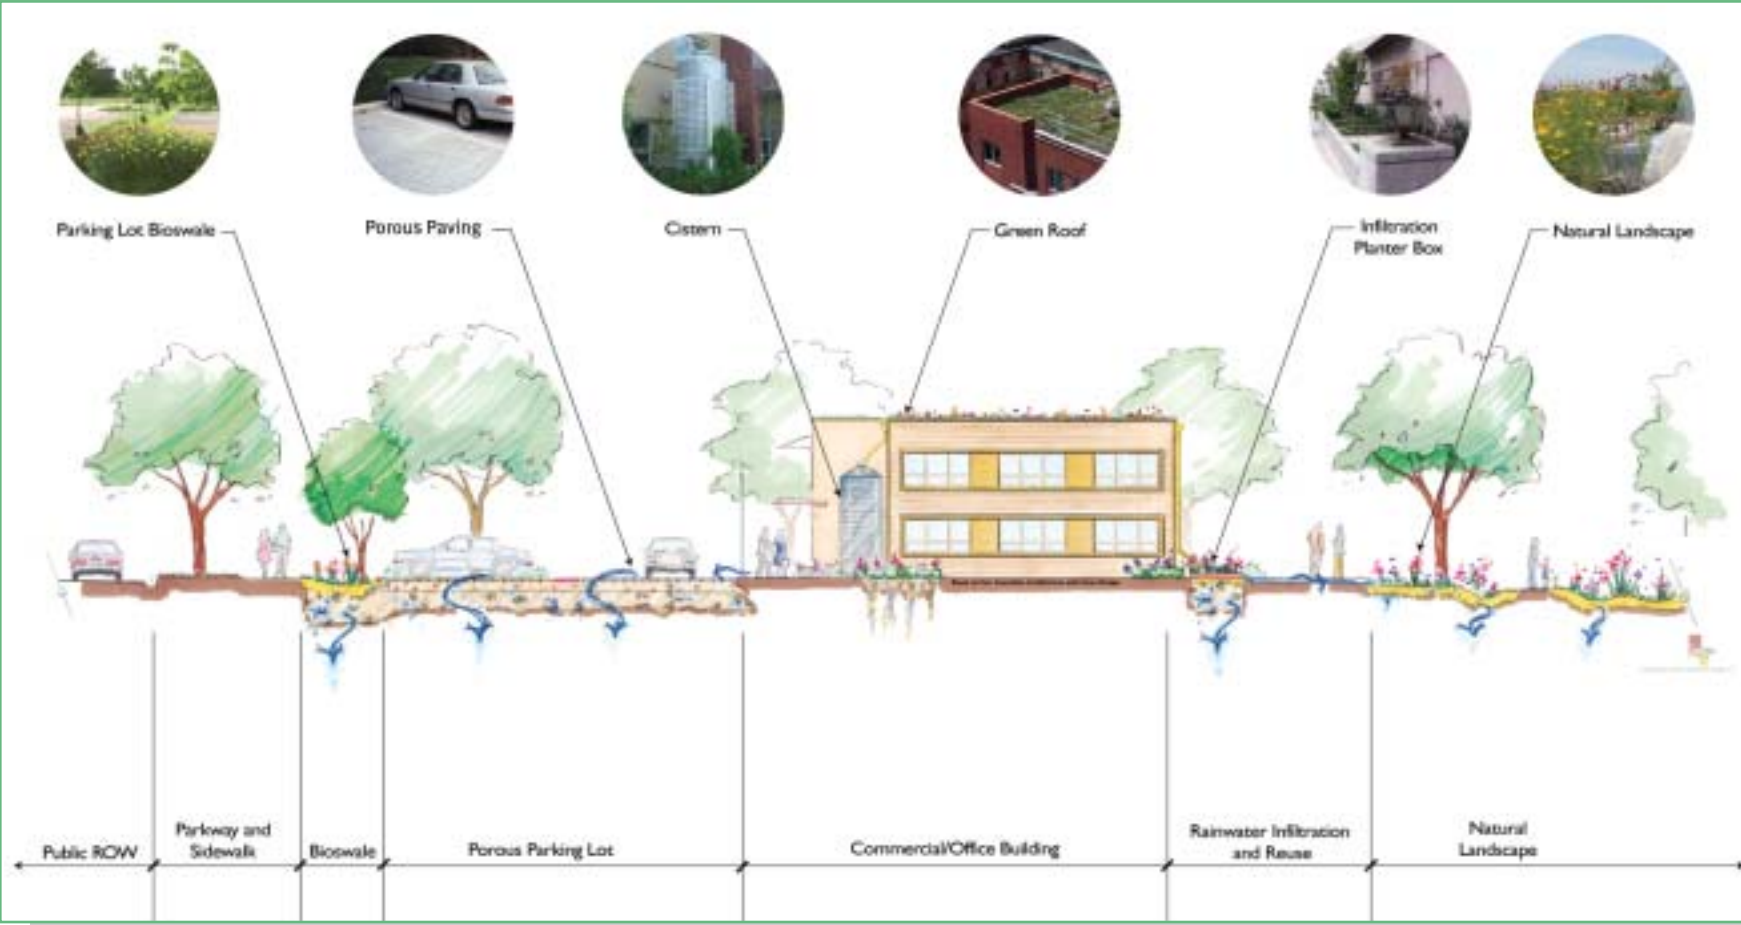 Parking Lot Bioswale
Porous Paving
Cistern
Green Roof
Infiltration
Planter Box
Natural Landscape
Public ROW
Parkway and
Sidewalk
Bioswale
Porous Parking Lot
Commercial/Office Building
Rainwater Infiltration
and Reuse
Natural
Landscape